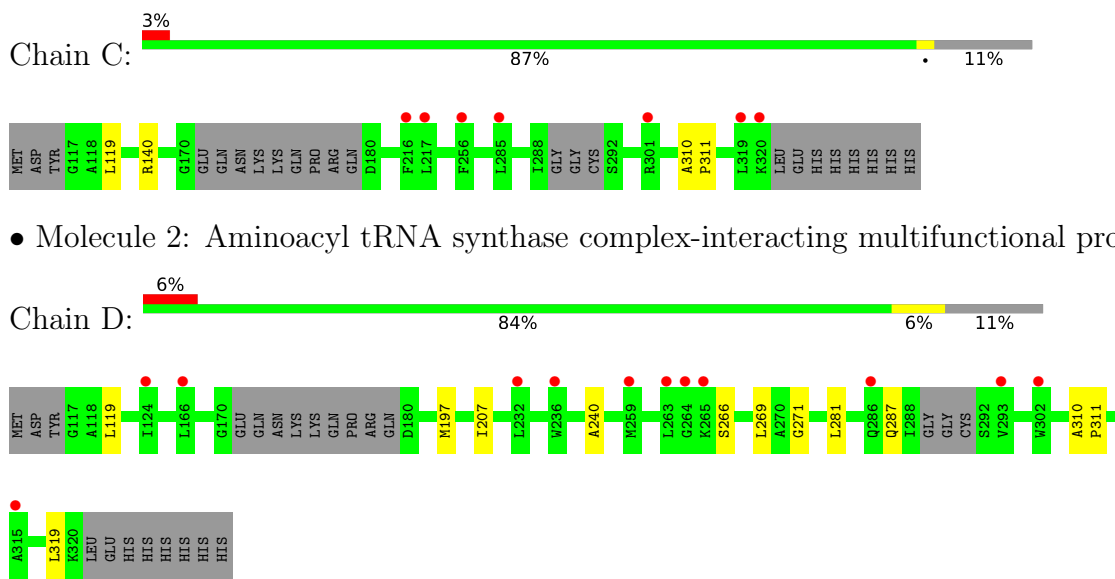 3%
Chain C:
87%
•
11%
MET ASP TYR G117 A118 L119 R140 G170 GLU GLN ASN LYS LYS GLN PRO ARG GLN D180 F216 L217 F256 L285 I288 GLY GLY CYS S292 R301 A310 P311 L319 K320 LEU GLU HIS HIS HIS HIS HIS HIS
• Molecule 2: Aminoacyl tRNA synthase complex-interacting multifunctional pro
6%
Chain D:
84%
6%
11%
MET ASP TYR G117 A118 L119 I124 L166 G170 GLU GLN ASN LYS LYS GLN PRO ARG GLN D180 M197 I207 L232 W236 A240 M259 L263 G264 K265 S266 L269 A270 G271 L281 Q286 Q287 I288 GLY GLY CYS S292 V293 W302 A310 P311
A315 L319 K320 LEU GLU HIS HIS HIS HIS HIS HIS